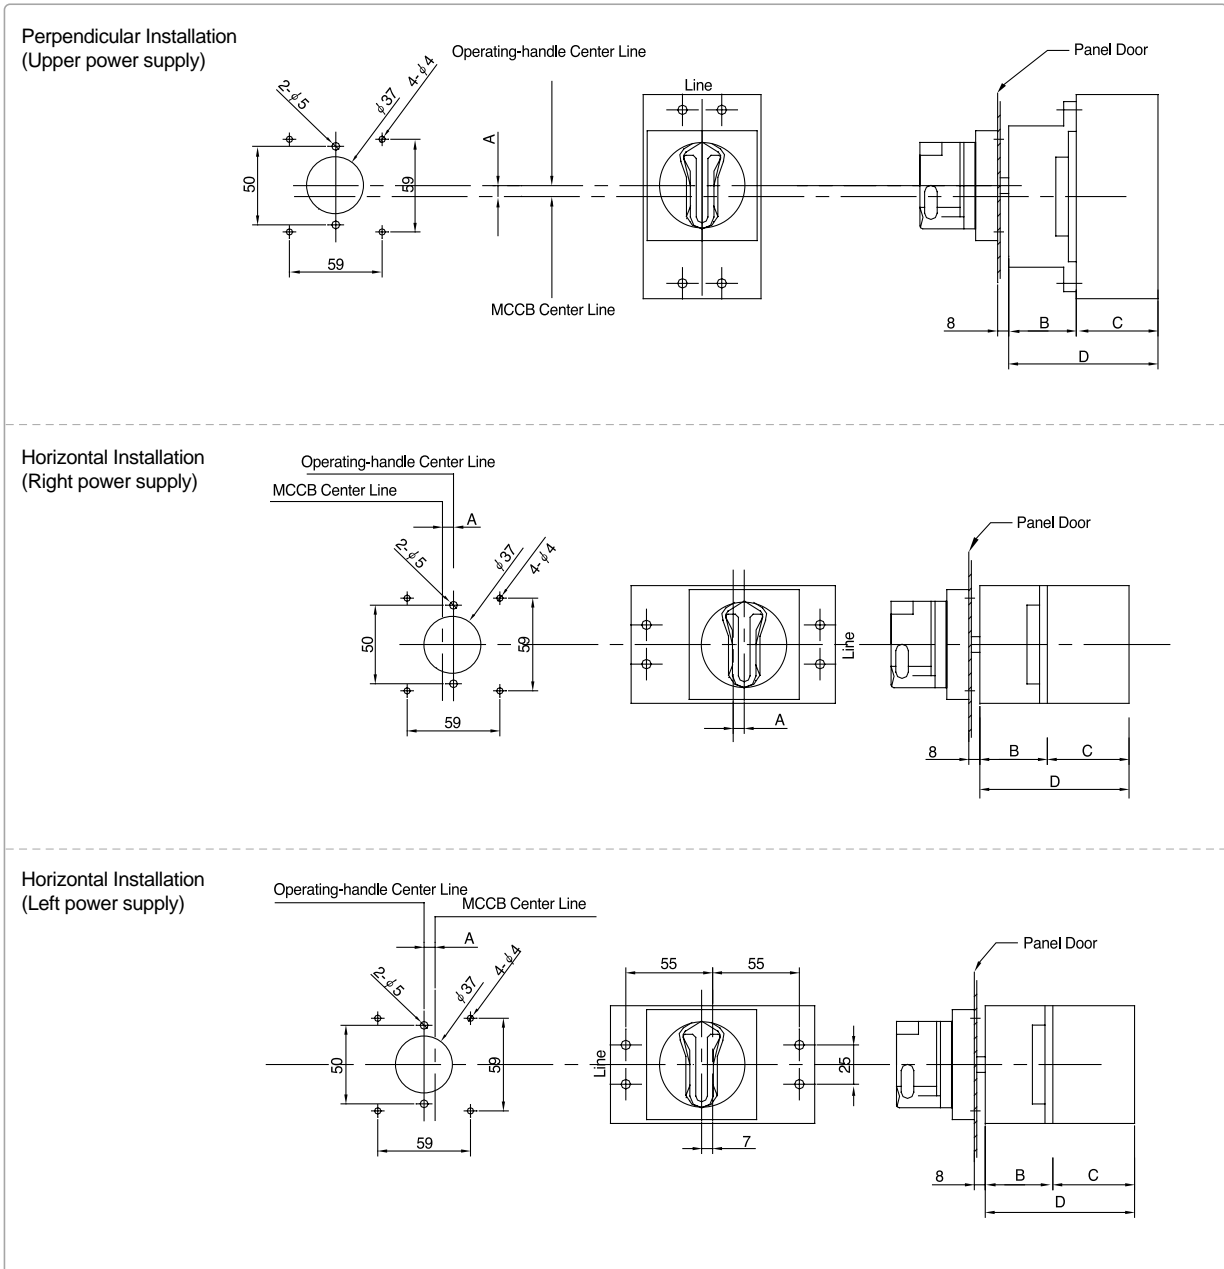 Perpendicular Installation
(Upper power supply)
Operating-handle Center Line
Panel Door
Line
2-ϕ5
ϕ37
4-ϕ4
A
50
59
59
MCCB Center Line
8
B
C
D
Horizontal Installation
(Right power supply)
Operating-handle Center Line
MCCB Center Line
A
Panel Door
2-ϕ5
ϕ37
4-ϕ4
50
59
Line
59
A
8
B
C
D
Horizontal Installation
(Left power supply)
Operating-handle Center Line
MCCB Center Line
A
Panel Door
2-ϕ5
ϕ37
4-ϕ4
55
55
50
59
Line
25
59
7
8
B
C
D